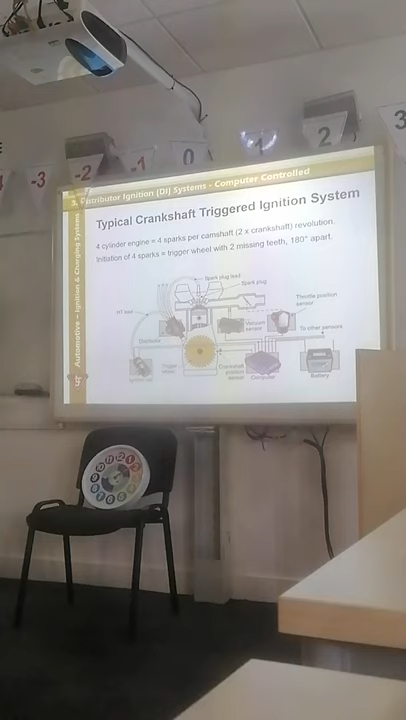 -3
-2
-1
0
1
2
3
3. Distributor Ignition (DI) Systems - Computer Controlled
Automotive – Ignition & Charging Systems
Typical Crankshaft Triggered Ignition System
4 cylinder engine = 4 sparks per camshaft (2 x crankshaft) revolution.
Initiation of 4 sparks = trigger wheel with 2 missing teeth, 180° apart.
Spark plug lead
Spark plug
Throttle position
sensor
HT lead
Vacuum
sensor
To other sensors
Distributor
Ignition coil
Trigger
wheel
Crankshaft
position
sensor
Computer
Battery